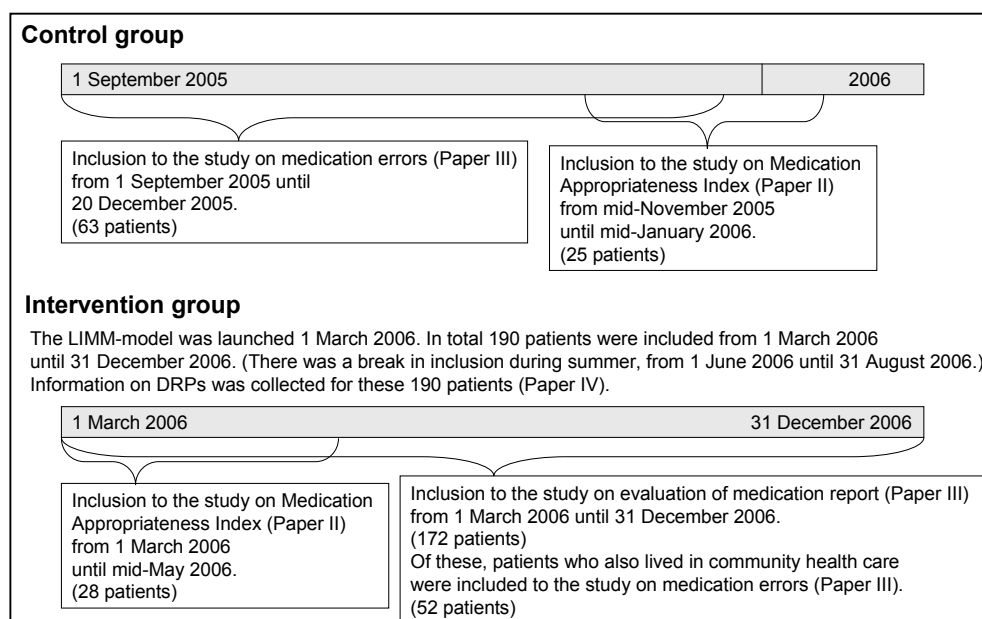 Control group
1 September 2005
2006
Inclusion to the study on medication errors (Paper III)
from 1 September 2005 until
20 December 2005.
(63 patients)
Inclusion to the study on Medication
Appropriateness Index (Paper II)
from mid-November 2005
until mid-January 2006.
(25 patients)
Intervention group
The LIMM-model was launched 1 March 2006. In total 190 patients were included from 1 March 2006
until 31 December 2006. (There was a break in inclusion during summer, from 1 June 2006 until 31 August 2006.)
Information on DRPs was collected for these 190 patients (Paper IV).
1 March 2006
31 December 2006
Inclusion to the study on Medication
Appropriateness Index (Paper II)
from 1 March 2006
until mid-May 2006.
(28 patients)
Inclusion to the study on evaluation of medication report (Paper III)
from 1 March 2006 until 31 December 2006.
(172 patients)
Of these, patients who also lived in community health care
were included to the study on medication errors (Paper III).
(52 patients)